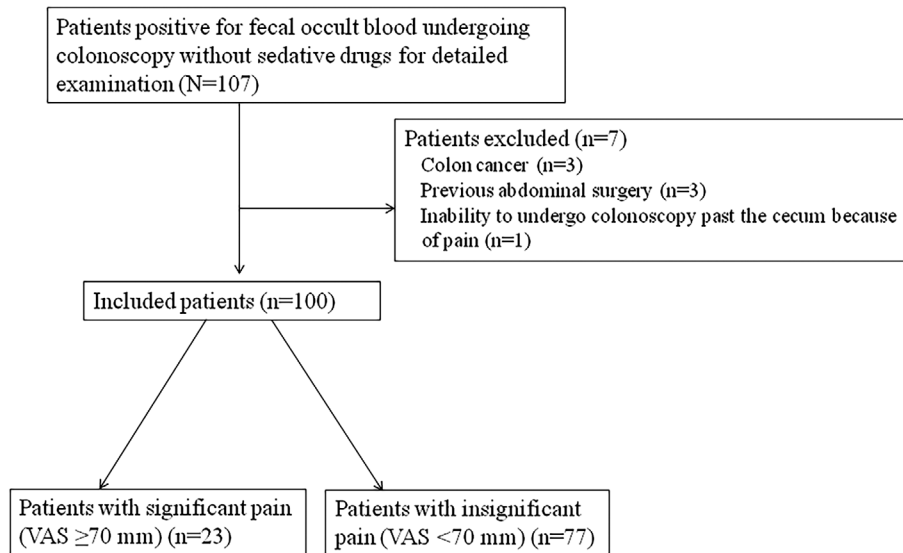 Patients positive for fecal occult blood undergoing
colonoscopy without sedative drugs for detailed
examination (N=107)
Patients excluded (n=7)
Colon cancer (n=3)
Previous abdominal surgery (n=3)
Inability to undergo colonoscopy past the cecum because
of pain (n=1)
Included patients (n=100)
Patients with significant pain
(VAS ≥70 mm) (n=23)
Patients with insignificant
pain (VAS <70 mm) (n=77)